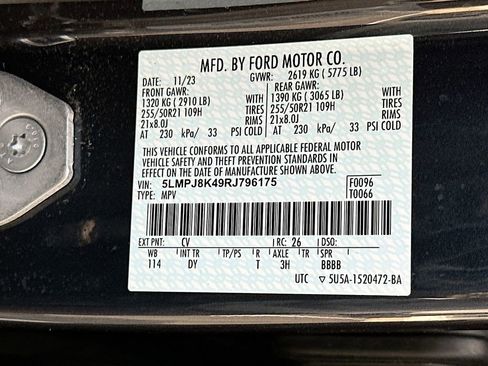 MFD. BY FORD MOTOR CO.
DATE: 11/23 GVWR: 2619 KG (5775 LB)
FRONT GAWR: REAR GAWR:
1320 KG (2910 LB) WITH 1390 KG (3065 LB) WITH
255/50R21 109H TIRES 255/50R21 109H TIRES
21x8.0J RIMS 21x8.0J RIMS
AT 230 kPa/ 33 PSI COLD AT 230 kPa/ 33 PSI COLD
THIS VEHICLE CONFORMS TO ALL APPLICABLE FEDERAL MOTOR
VEHICLE SAFETY AND THEFT PREVENTION STANDARDS IN
EFFECT ON THE DATE OF MANUFACTURE SHOWN ABOVE.
VIN: 5LMPJ8K49RJ796175 F0096
TYPE: MPV T0066
EXT PNT: CV RC: 26 DSO:
WB INT TR TP/PS R AXLE TR SPR
114 DY T 3H BBBB
UTC 5U5A-1520472-BA